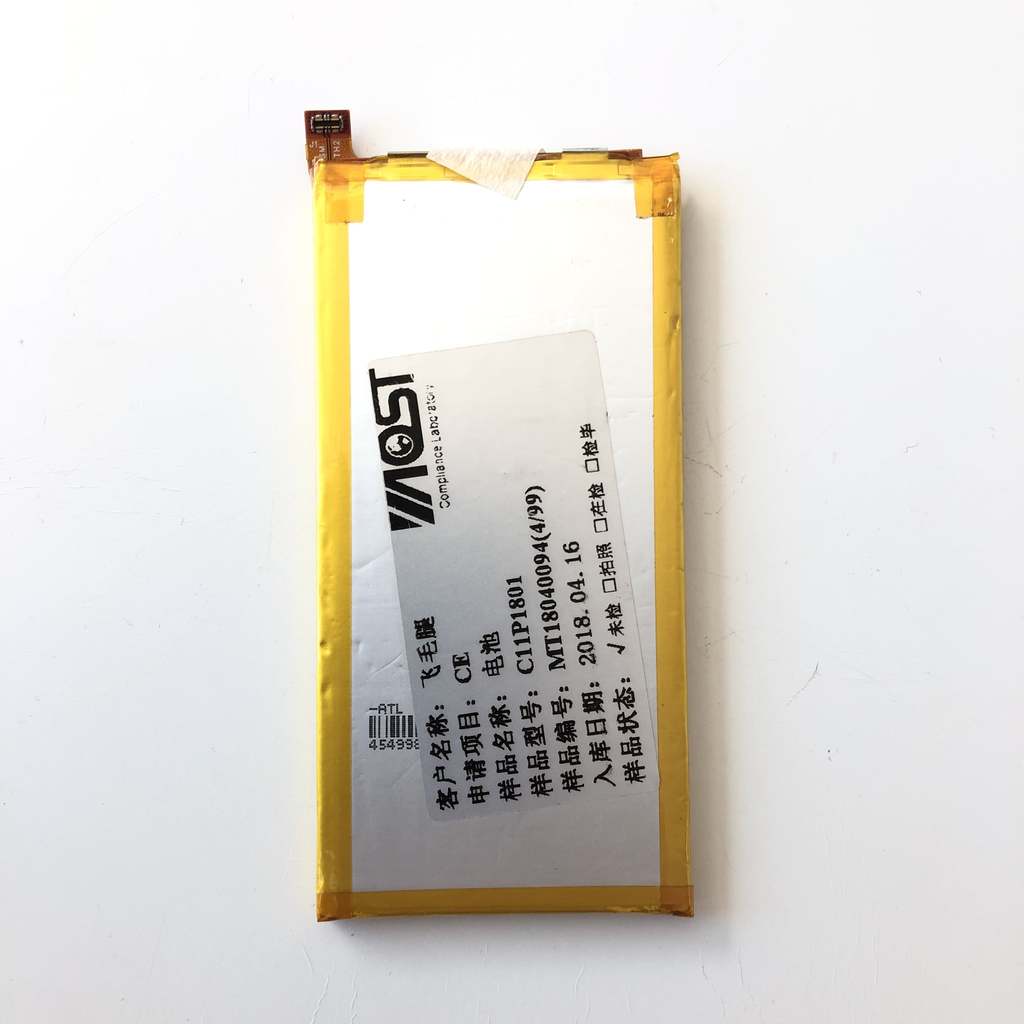 MOST
Compliance Laboratory
客户名称： 飞毛腿
申请项目： CE
样品名称： 电池
样品型号： C11P1801
样品编号： MT18040094(4/99)
入库日期： 2018.04.16
样品状态： √未检 □拍照 □在检 □检毕
-ATL
454998
TH2